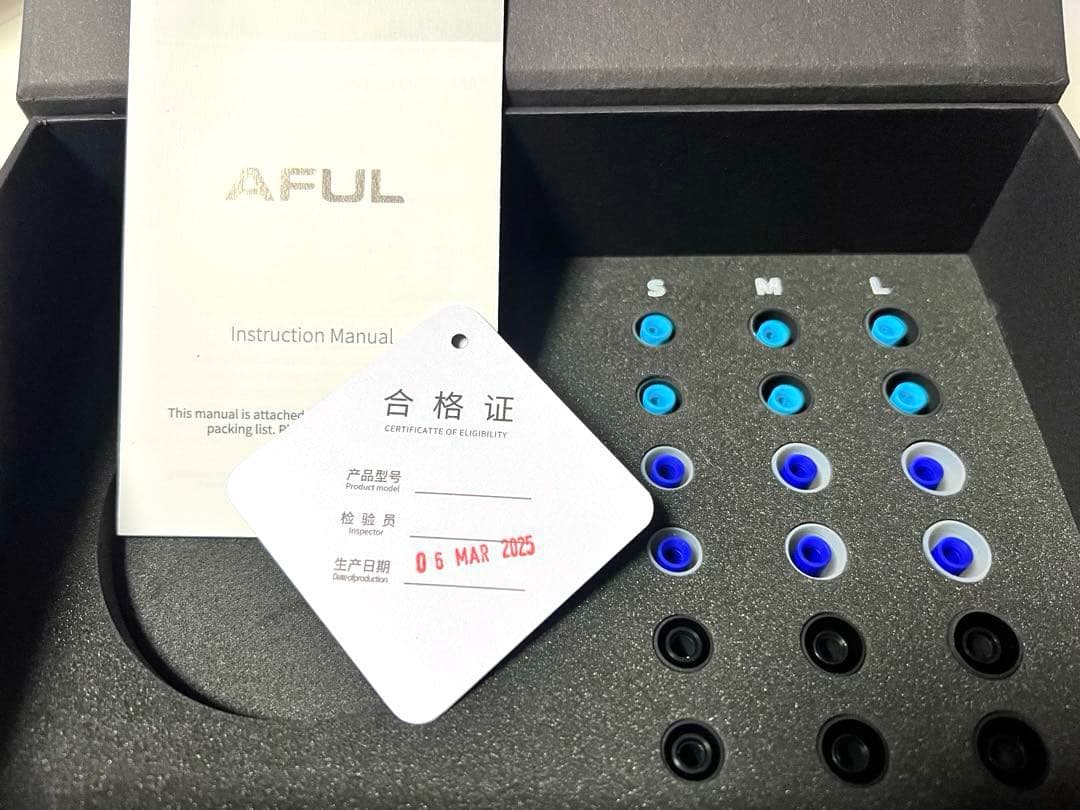 AFUL
Instruction Manual
This manual is attached
packing list.
合格证
CERTIFICATTE OF ELIGIBILITY
产品型号
Product model
检验员
Inspector
生产日期
Date of production
06 MAR 2025
S M L